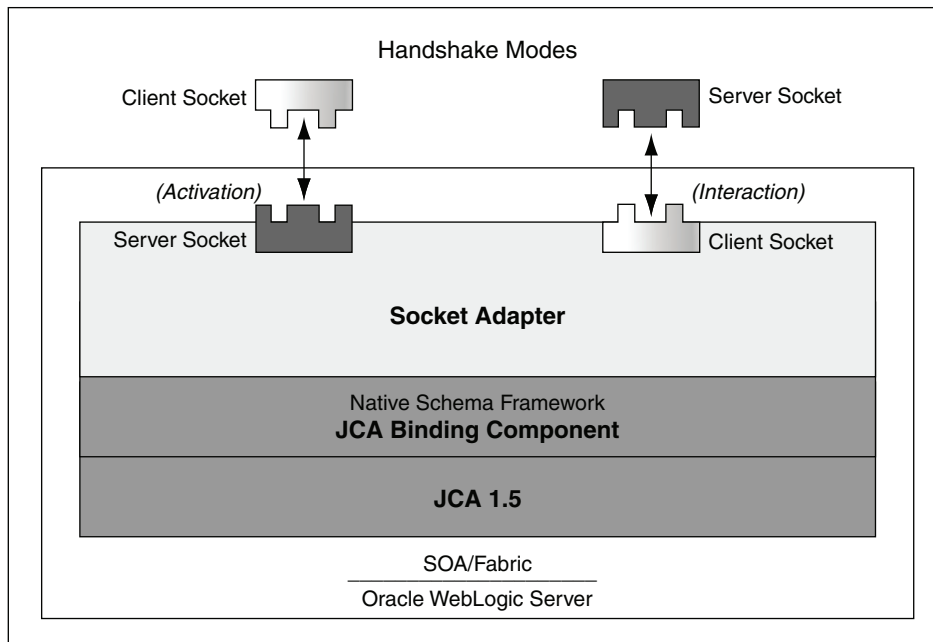 Handshake Modes
Client Socket
Server Socket
(Activation)
(Interaction)
Server Socket
Client Socket
Socket Adapter
Native Schema Framework
JCA Binding Component
JCA 1.5
SOA/Fabric
Oracle WebLogic Server